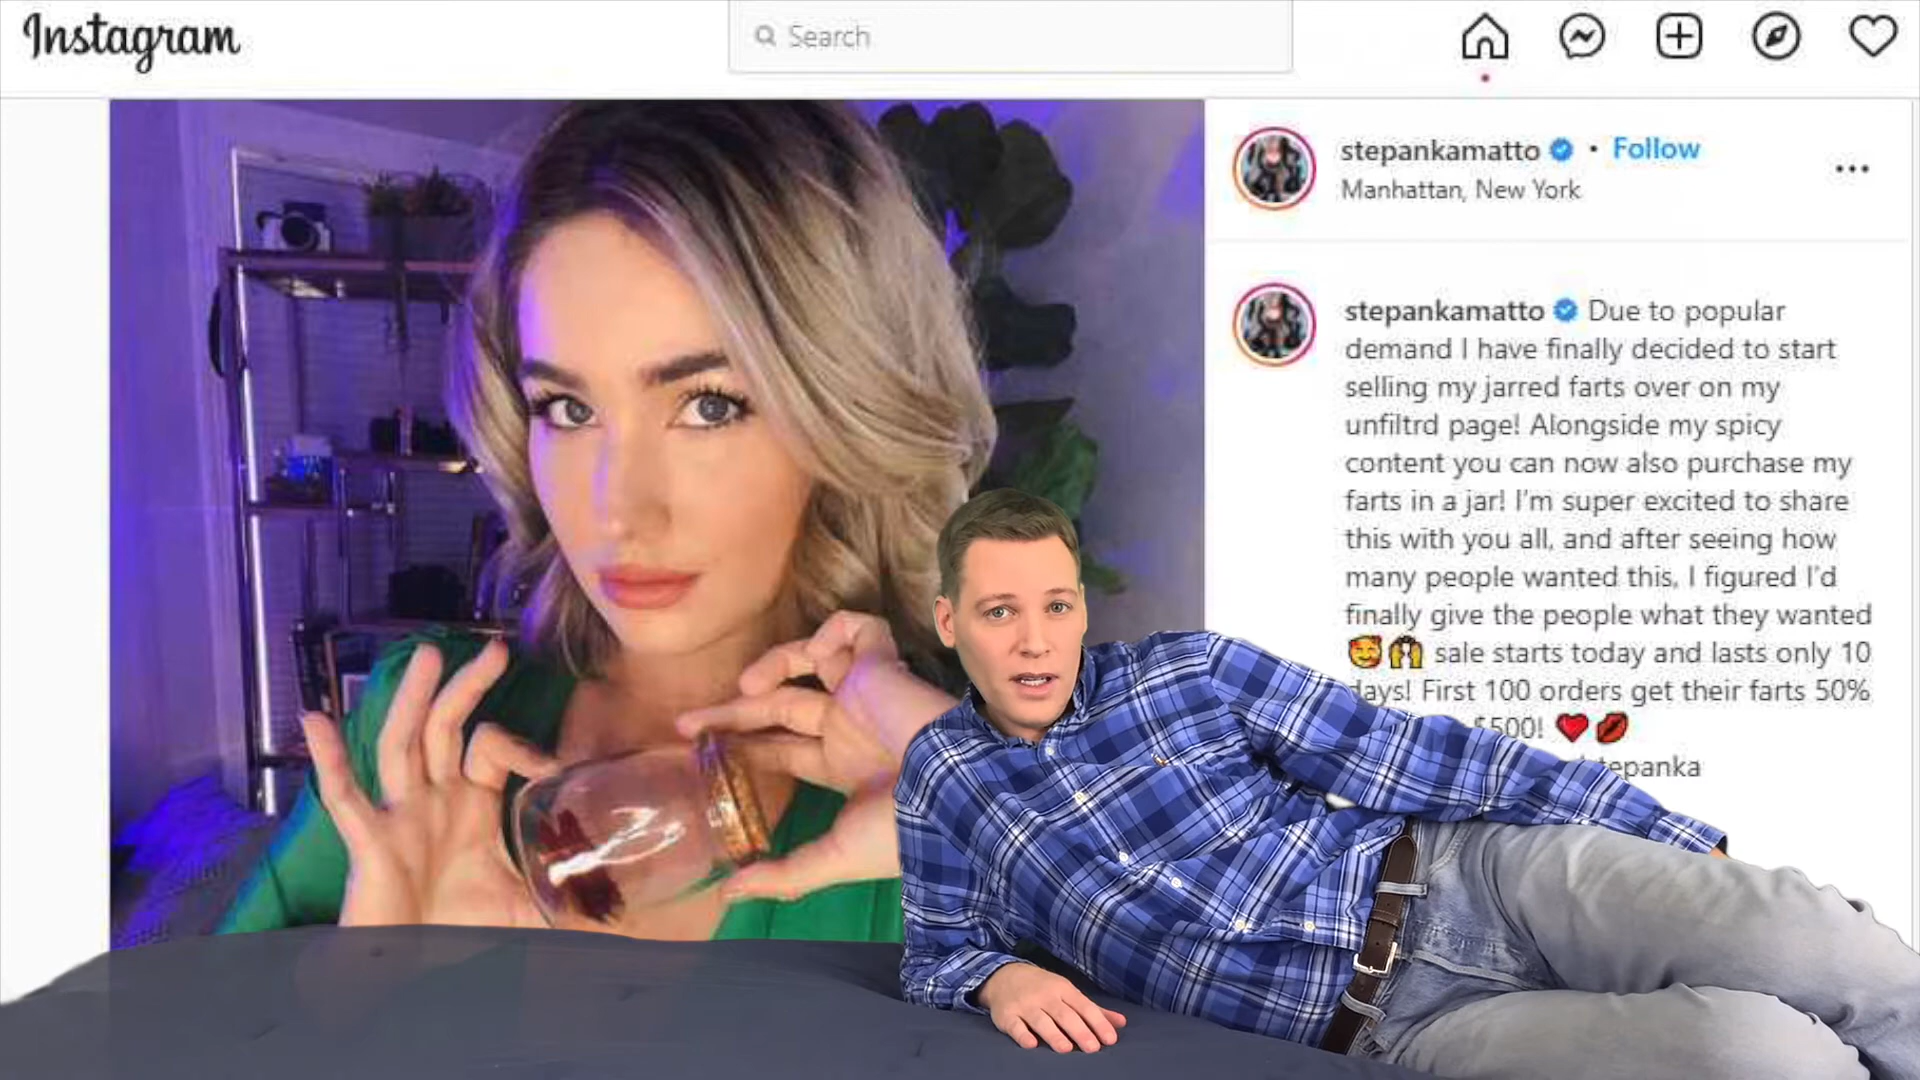 Instagram
Search
stepankamatto • Follow
Manhattan, New York
stepankamatto Due to popular
demand I have finally decided to start
selling my jarred farts over on my
unfiltrd page! Alongside my spicy
content you can now also purchase my
farts in a jar! I'm super excited to share
this with you all, and after seeing how
many people wanted this, I figured I'd
finally give the people what they wanted
🥰🙌 sale starts today and lasts only 10
days! First 100 orders get their farts 50%
$500! ❤️💋